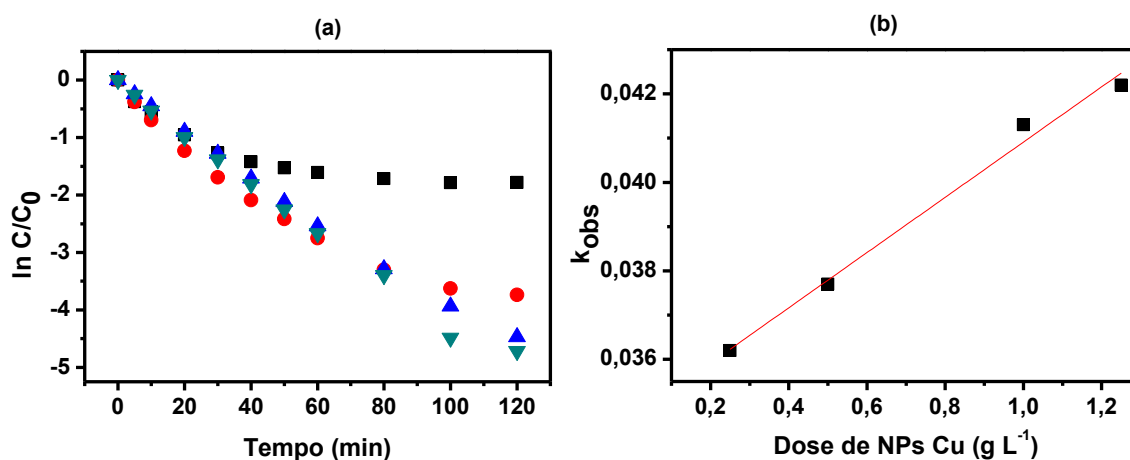 (a)
0
-1
-2
-3
-4
-5
ln C/C0
0 20 40 60 80 100 120
Tempo (min)
(b)
0,042
0,040
0,038
0,036
kobs
0,2 0,4 0,6 0,8 1,0 1,2
Dose de NPs Cu (g L-1)